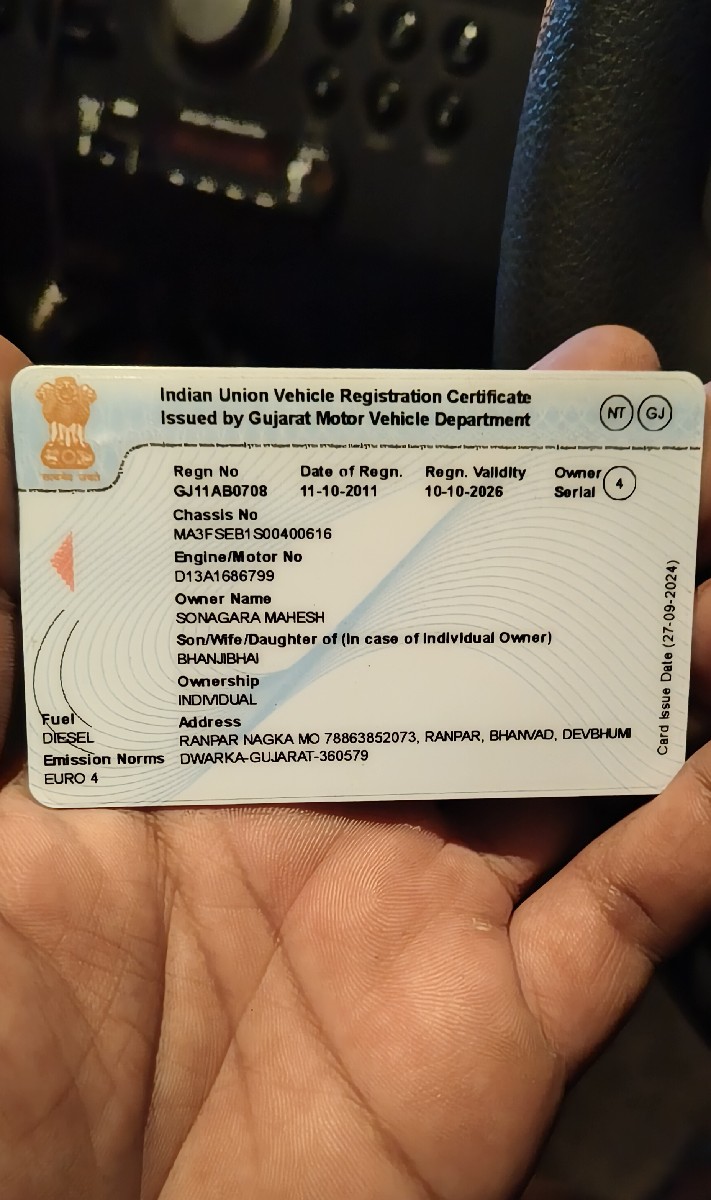 Indian Union Vehicle Registration Certificate
Issued by Gujarat Motor Vehicle Department
NT GJ
Regn No Date of Regn. Regn. Validity Owner Serial 4
GJ11AB0708 11-10-2011 10-10-2026
Chassis No
MA3FSEB1S00400616
Engine/Motor No
D13A1686799
Owner Name
SONAGARA MAHESH
Son/Wife/Daughter of (In case of Individual Owner)
BHANJIBHAI
Ownership
INDIVIDUAL
Fuel
DIESEL
Emission Norms
EURO 4
Address
RANPAR NAGKA MO 78863852073, RANPAR, BHANVAD, DEVBHUMI
DWARKA-GUJARAT-360579
Card Issue Date (27-09-2024)